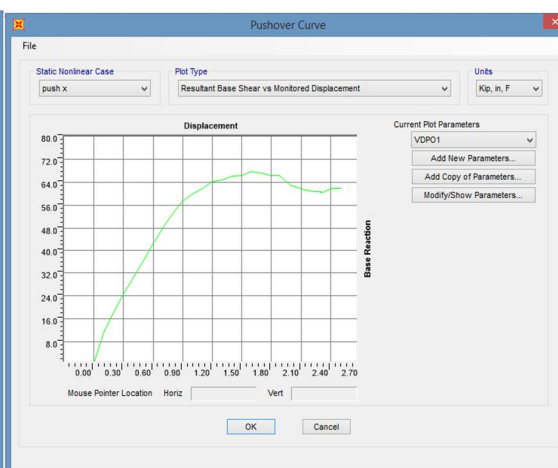 Pushover Curve
File
Static Nonlinear Case
push x
Plot Type
Resultant Base Shear vs Monitored Displacement
Units
Kip, in, F
Displacement
80.0
72.0
64.0
56.0
48.0
40.0
32.0
24.0
16.0
8.0
0.00 0.30 0.60 0.90 1.20 1.50 1.80 2.10 2.40 2.70
Base Reaction
Mouse Pointer Location Horiz Vert
Current Plot Parameters
VDPO1
Add New Parameters...
Add Copy of Parameters...
Modify/Show Parameters...
OK Cancel